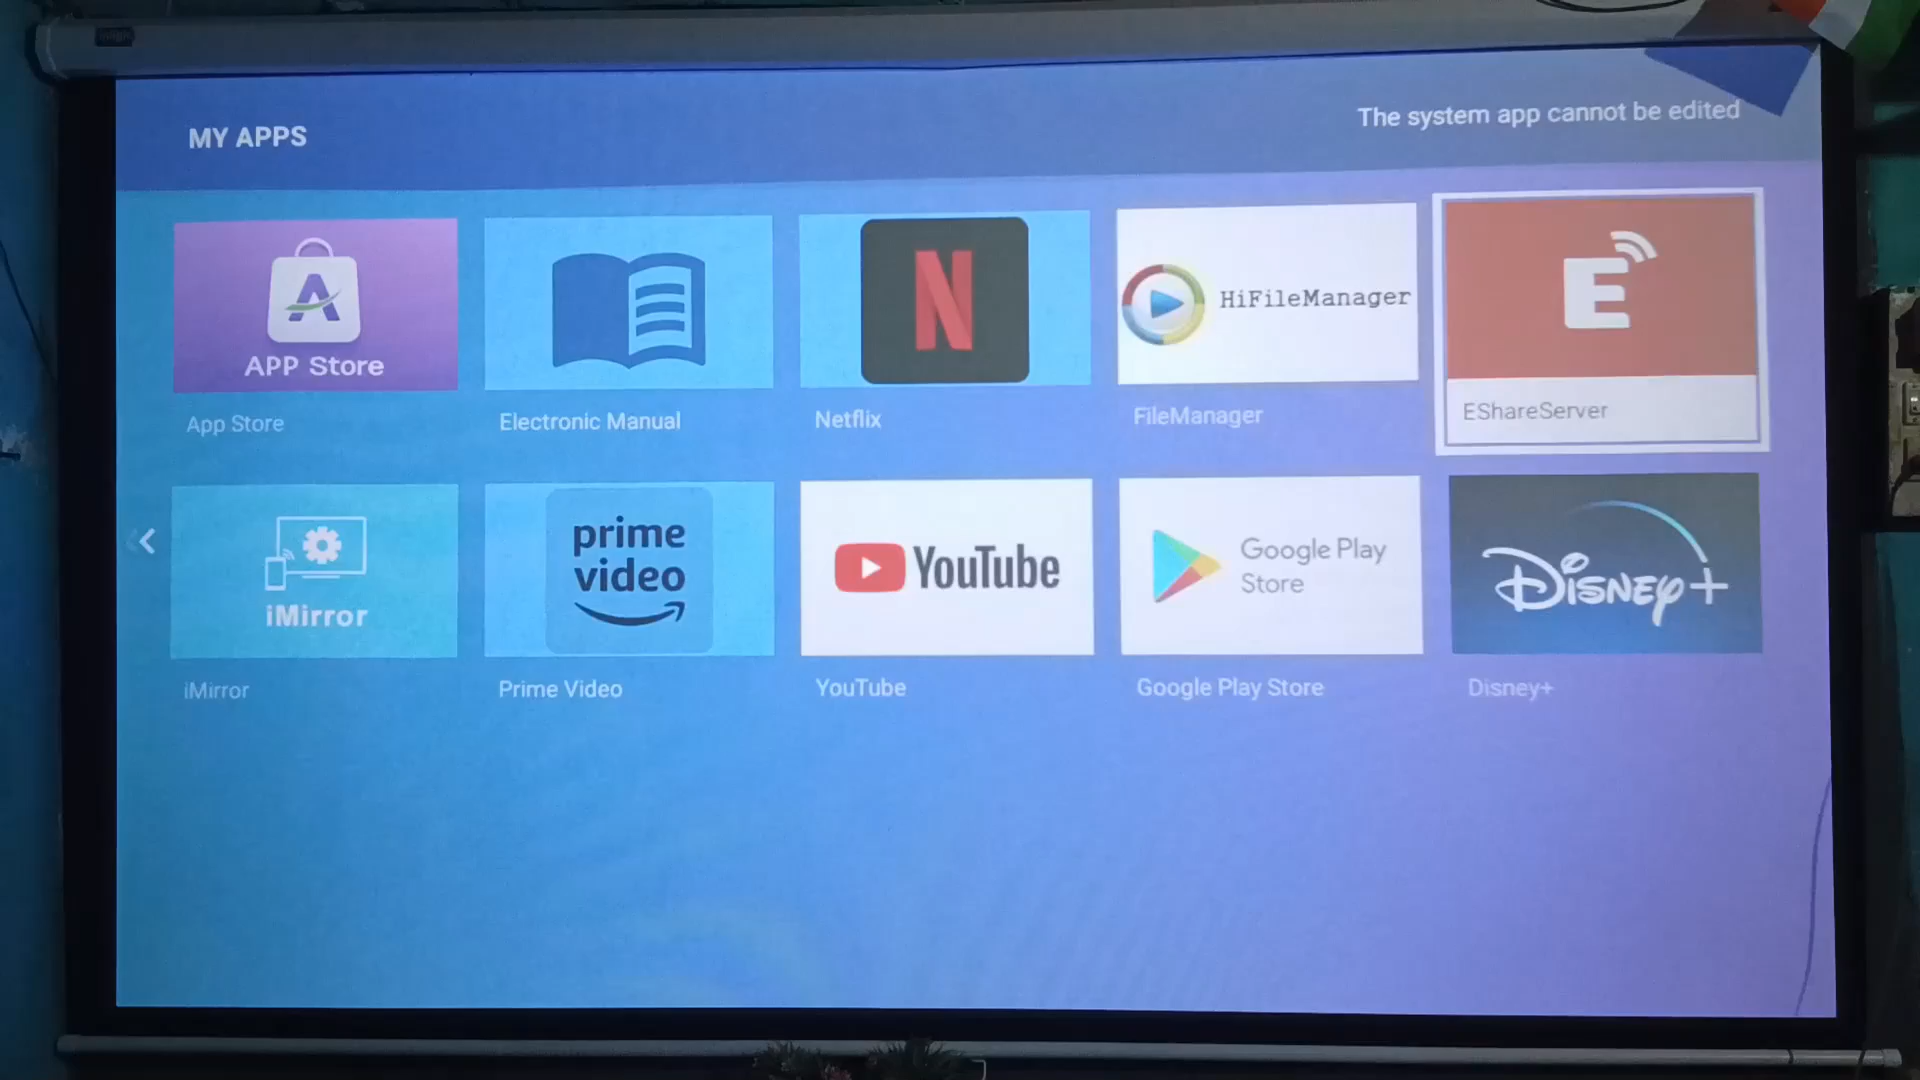 MY APPS
The system app cannot be edited
APP Store
App Store
Electronic Manual
N
Netflix
HiFileManager
FileManager
E
EShareServer
iMirror
iMirror
prime
video
Prime Video
YouTube
YouTube
Google Play
Store
Google Play Store
Disney+
Disney+